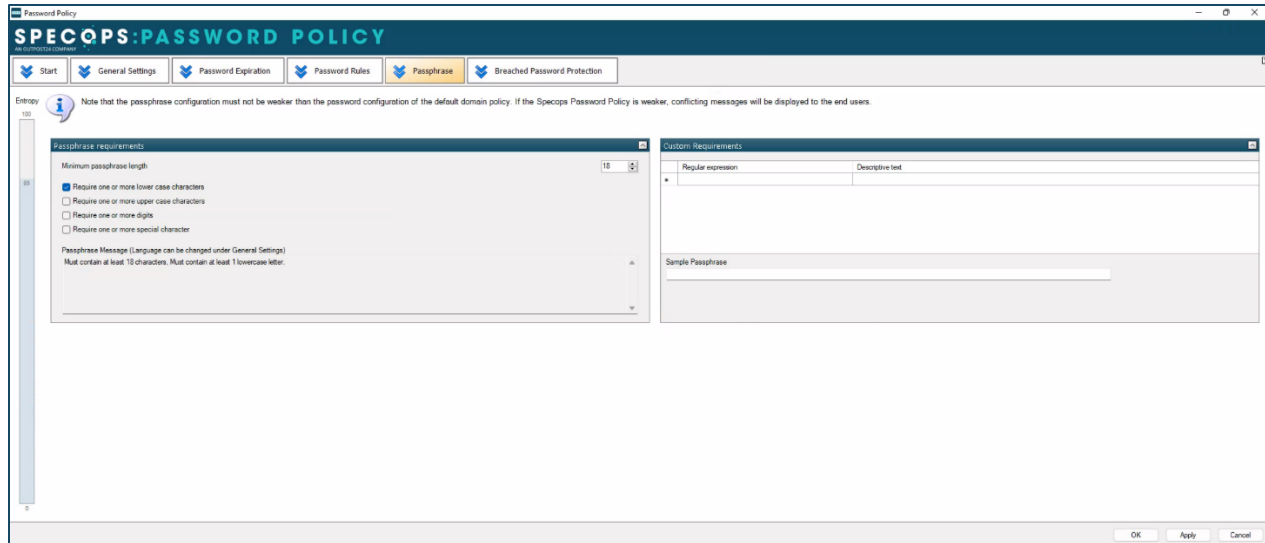 Password Policy
SPECOPS:PASSWORD POLICY
AN OUTPOST24 COMPANY
Start
General Settings
Password Expiration
Password Rules
Passphrase
Breached Password Protection
Entropy
100
Note that the passphrase configuration must not be weaker than the password configuration of the default domain policy. If the Specops Password Policy is weaker, conflicting messages will be displayed to the end users.
Passphrase requirements
Minimum passphrase length 18
Require one or more lower case characters
Require one or more upper case characters
Require one or more digits
Require one or more special character
Passphrase Message (Language can be changed under General Settings)
Must contain at least 18 characters. Must contain at least 1 lowercase letter.
Custom Requirements
Regular expression Descriptive text
Sample Passphrase
0
OK Apply Cancel